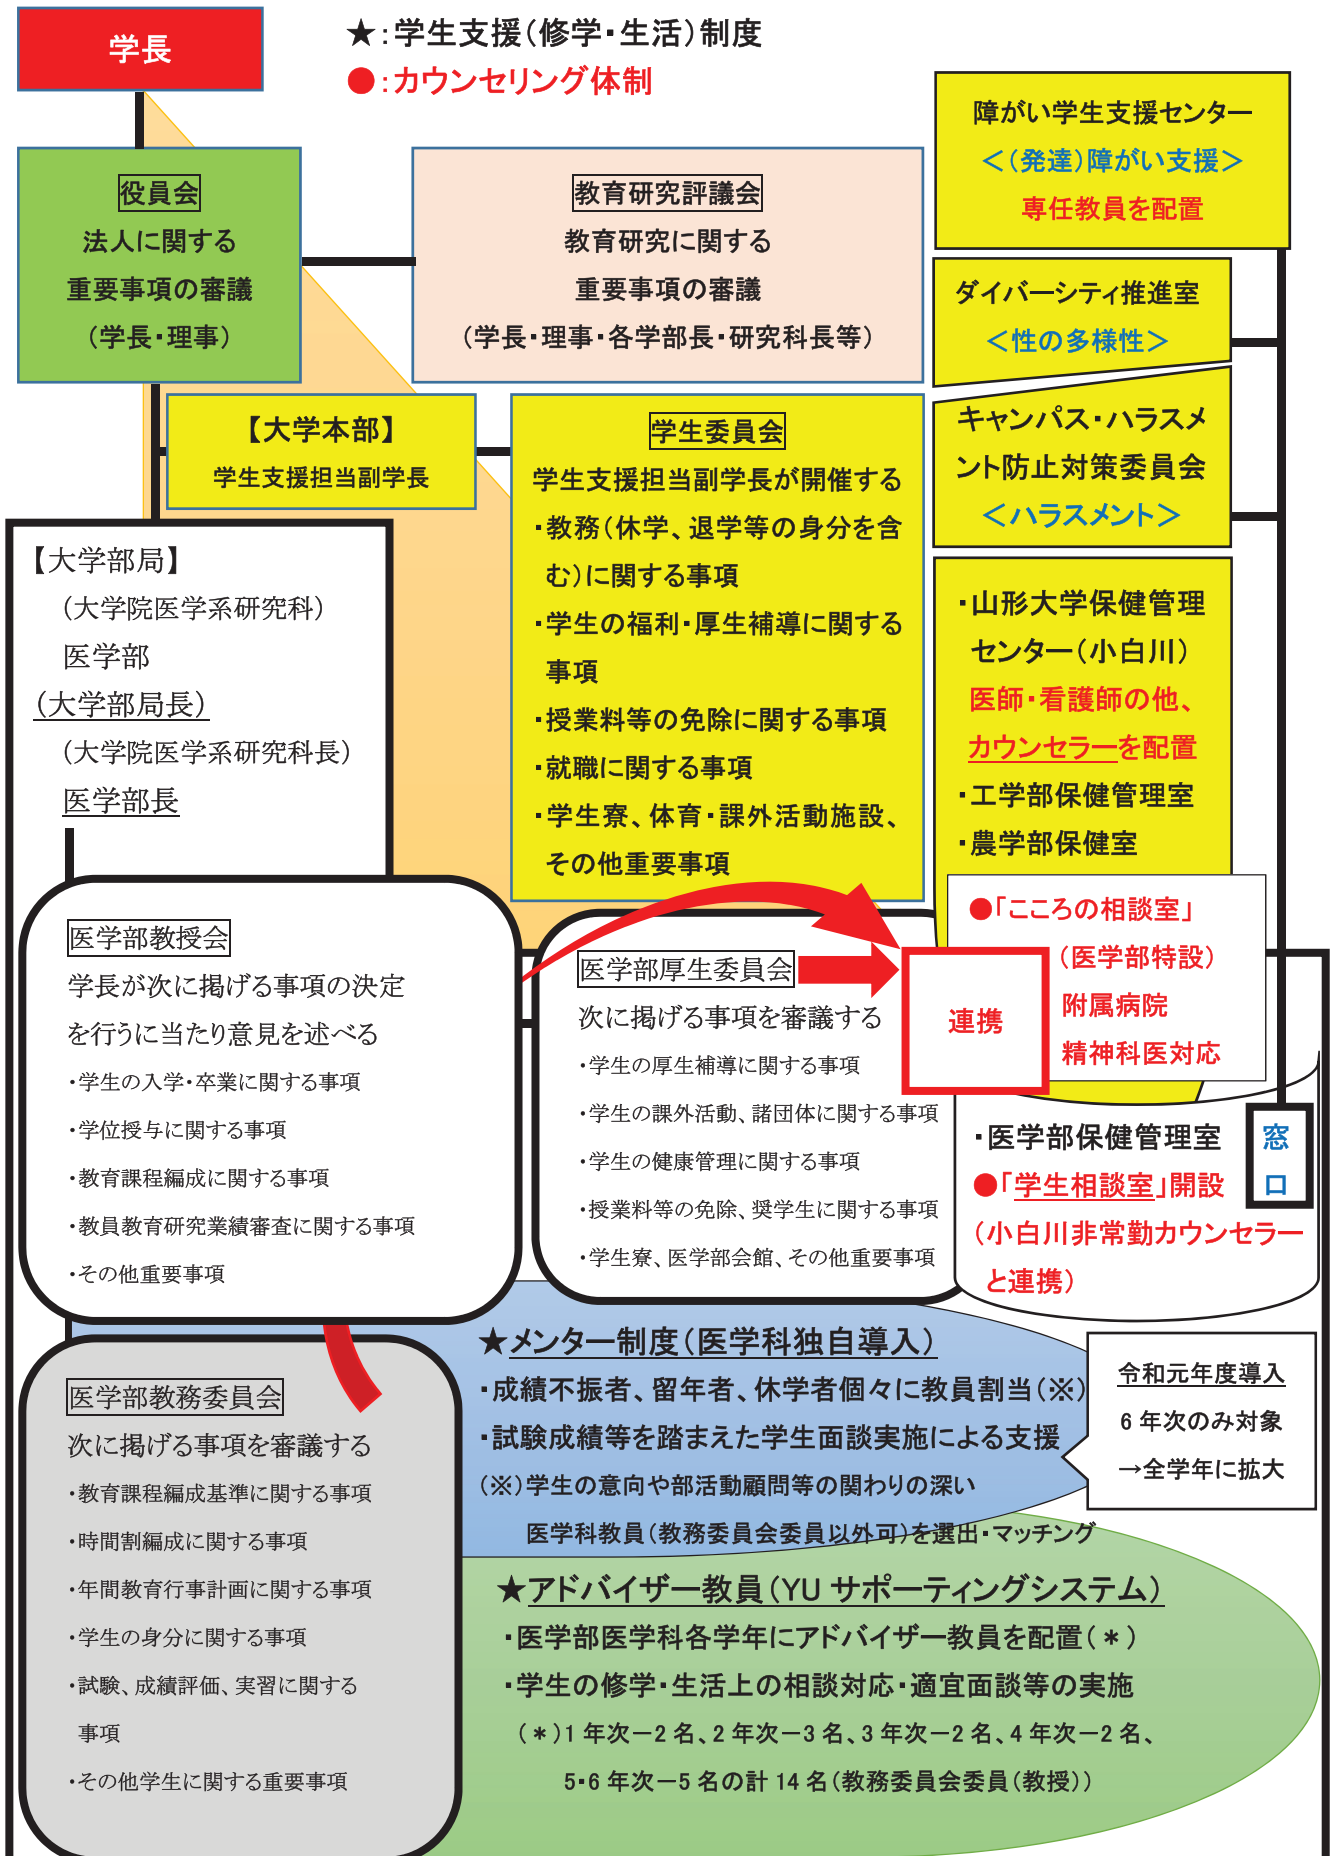 学長
★:学生支援(修学・生活)制度
●:カウンセリング体制
役員会
法人に関する
重要事項の審議
(学長・理事)
教育研究評議会
教育研究に関する
重要事項の審議
(学長・理事・各学部長・研究科長等)
障がい学生支援センター
<(発達)障がい支援>
専任教員を配置
ダイバーシティ推進室
<性の多様性>
キャンパス・ハラスメ
ント防止対策委員会
<ハラスメント>
【大学本部】
学生支援担当副学長
学生委員会
学生支援担当副学長が開催する
・教務(休学、退学等の身分を含
む)に関する事項
・学生の福利・厚生補導に関する
事項
・授業料等の免除に関する事項
・就職に関する事項
・学生寮、体育・課外活動施設、
その他重要事項
【大学部局】
(大学院医学系研究科)
医学部
(大学部局長)
(大学院医学系研究科長)
医学部長
・山形大学保健管理
センター(小白川)
医師・看護師の他、
カウンセラーを配置
・工学部保健管理室
・農学部保健室
●「こころの相談室」
(医学部特設)
附属病院
精神科医対応
連携
医学部教授会
学長が次に掲げる事項の決定
を行うに当たり意見を述べる
・学生の入学・卒業に関する事項
・学位授与に関する事項
・教育課程編成に関する事項
・教員教育研究業績審査に関する事項
・その他重要事項
医学部厚生委員会
次に掲げる事項を審議する
・学生の厚生補導に関する事項
・学生の課外活動、諸団体に関する事項
・学生の健康管理に関する事項
・授業料等の免除、奨学生に関する事項
・学生寮、医学部会館、その他重要事項
・医学部保健管理室
●「学生相談室」開設
(小白川非常勤カウンセラー
と連携)
窓
口
医学部教務委員会
次に掲げる事項を審議する
・教育課程編成基準に関する事項
・時間割編成に関する事項
・年間教育行事計画に関する事項
・学生の身分に関する事項
・試験、成績評価、実習に関する
事項
・その他学生に関する重要事項
★メンター制度(医学科独自導入)
・成績不振者、留年者、休学者個々に教員割当(※)
・試験成績等を踏まえた学生面談実施による支援
(※)学生の意向や部活動顧問等の関わりの深い
医学科教員(教務委員会委員以外可)を選出・マッチング
令和元年度導入
6 年次のみ対象
→全学年に拡大
★アドバイザー教員(YU サポーティングシステム)
・医学部医学科各学年にアドバイザー教員を配置(＊)
・学生の修学・生活上の相談対応・適宜面談等の実施
(＊)1 年次－2 名、2 年次－3 名、3 年次－2 名、4 年次－2 名、
5・6 年次－5 名の計 14 名(教務委員会委員(教授))